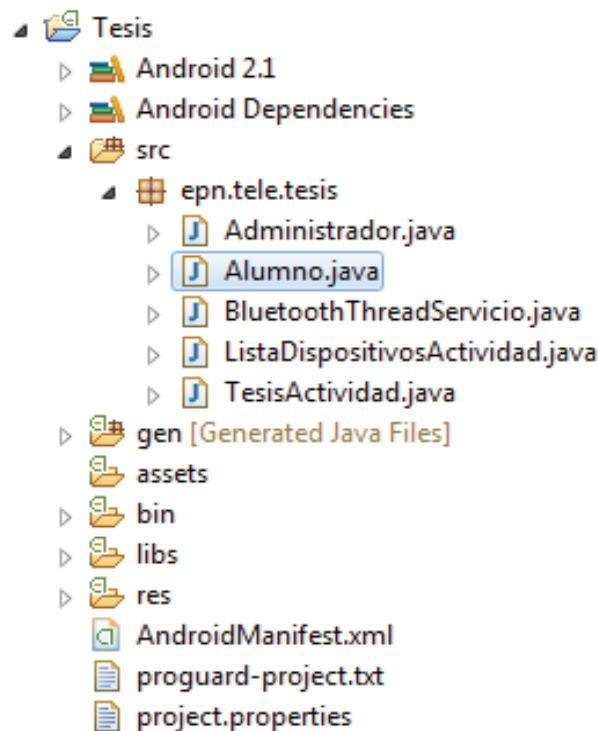 Tesis
Android 2.1
Android Dependencies
src
epn.tele.tesis
Administrador.java
Alumno.java
BluetoothThreadServicio.java
ListaDispositivosActividad.java
TesisActividad.java
gen [Generated Java Files]
assets
bin
libs
res
AndroidManifest.xml
proguard-project.txt
project.properties